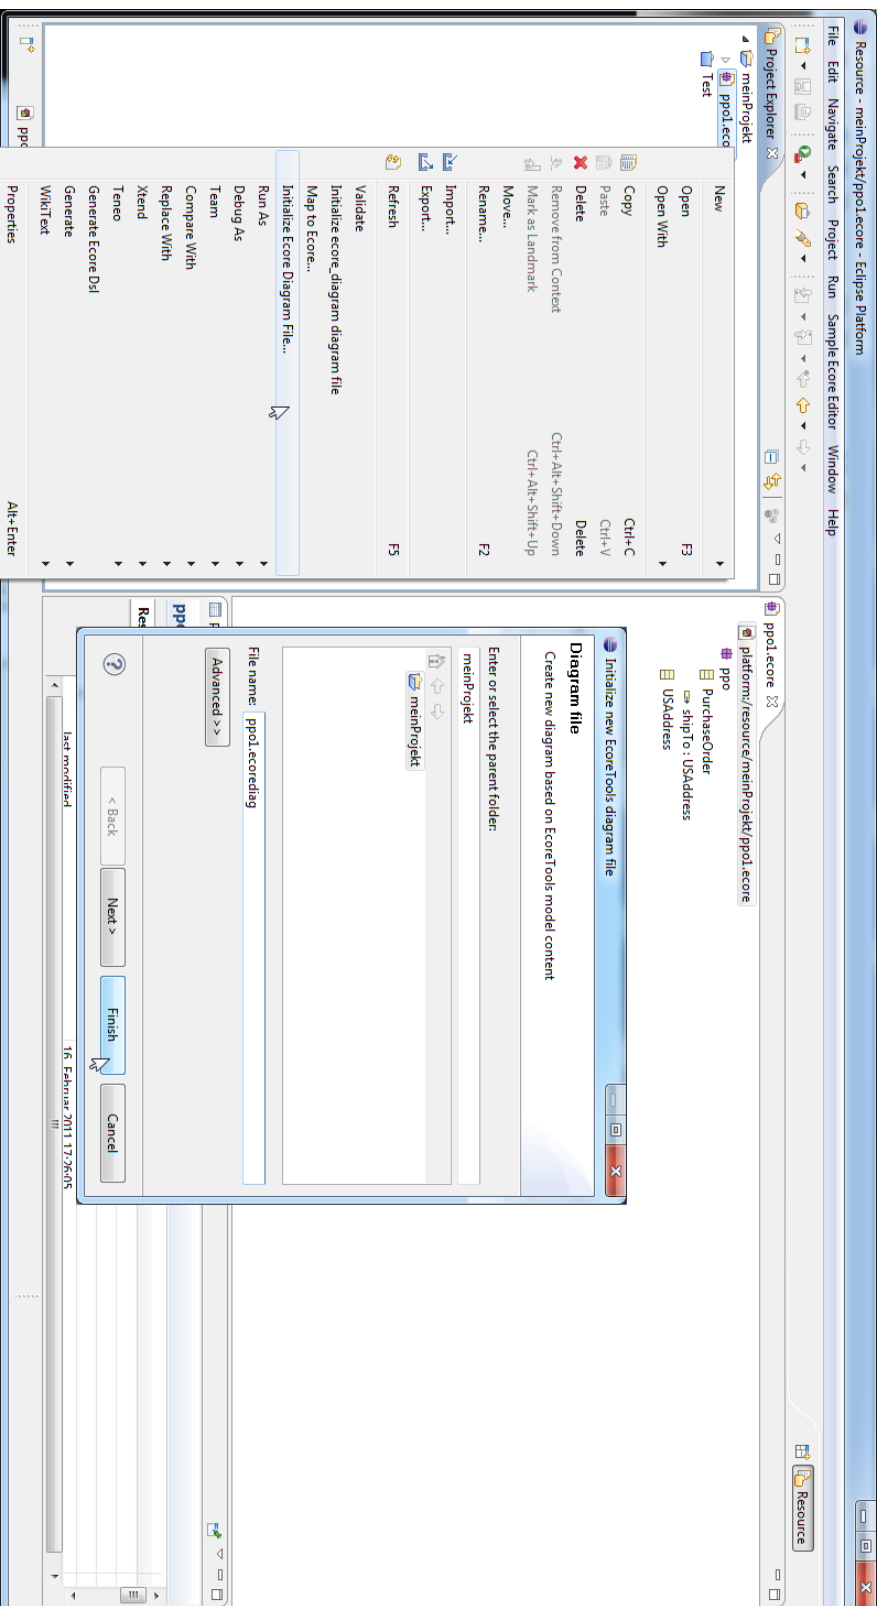 Resource - meinProjekt/ppo1.ecore - Eclipse Platform
File Edit Navigate Search Project Run Sample Ecore Editor Window Help
Resource
Project Explorer
meinProjekt
ppo1.eco
Test
New
Open F3
Open With
Copy Ctrl+C
Paste Ctrl+V
Delete Delete
Remove from Context Ctrl+Alt+Shift+Down
Mark as Landmark Ctrl+Alt+Shift+Up
Move...
Rename... F2
Import...
Export...
Refresh F5
Validate
Initialize ecore_diagram diagram file
Map to Ecore...
Initialize Ecore Diagram File...
Run As
Debug As
Team
Compare With
Replace With
Xtend
Teneo
Generate Ecore Dsl
Generate
WikiText
Properties Alt+Enter
ppo
ppo1.ecore
platform:/resource/meinProjekt/ppo1.ecore
ppo
PurchaseOrder
shipTo : USAddress
USAddress
Initialize new EcoreTools diagram file
Diagram file
Create new diagram based on EcoreTools model content
Enter or select the parent folder:
meinProjekt
meinProjekt
File name: ppo1.ecorediag
Advanced >>
< Back Next > Finish Cancel
last modified 16. Februar 2011 17:26:05